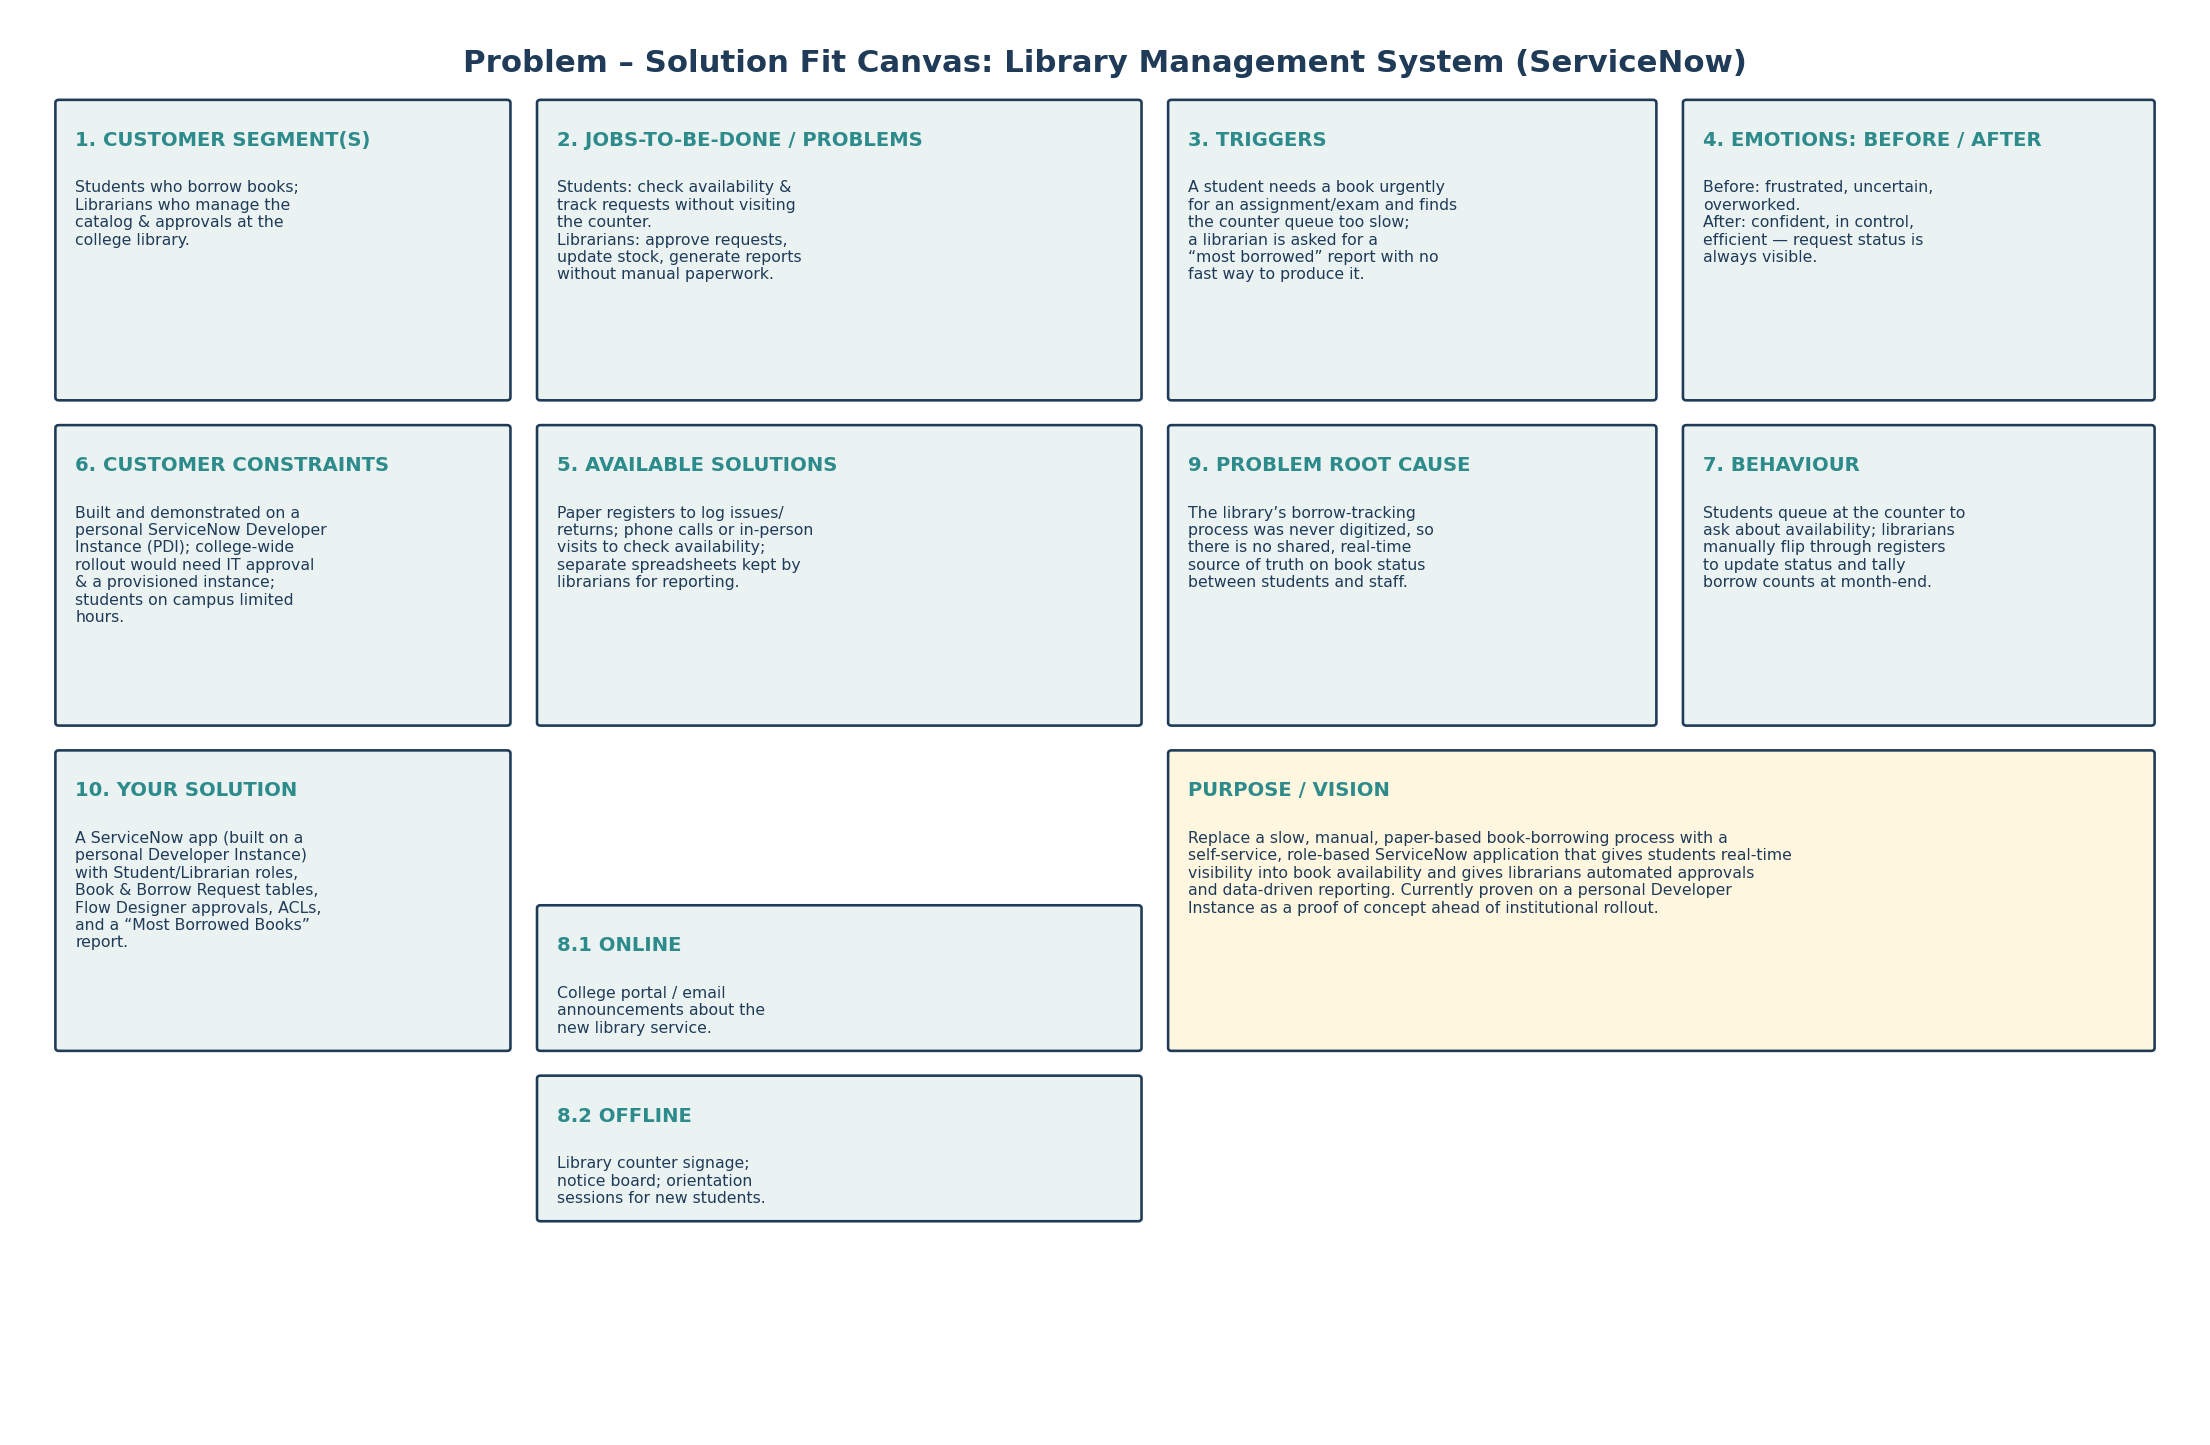 Problem – Solution Fit Canvas: Library Management System (ServiceNow)
1. CUSTOMER SEGMENT(S)
Students who borrow books;
Librarians who manage the
catalog & approvals at the
college library.
2. JOBS-TO-BE-DONE / PROBLEMS
Students: check availability &
track requests without visiting
the counter.
Librarians: approve requests,
update stock, generate reports
without manual paperwork.
3. TRIGGERS
A student needs a book urgently
for an assignment/exam and finds
the counter queue too slow;
a librarian is asked for a
“most borrowed” report with no
fast way to produce it.
4. EMOTIONS: BEFORE / AFTER
Before: frustrated, uncertain,
overworked.
After: confident, in control,
efficient — request status is
always visible.
6. CUSTOMER CONSTRAINTS
Built and demonstrated on a
personal ServiceNow Developer
Instance (PDI); college-wide
rollout would need IT approval
& a provisioned instance;
students on campus limited
hours.
5. AVAILABLE SOLUTIONS
Paper registers to log issues/
returns; phone calls or in-person
visits to check availability;
separate spreadsheets kept by
librarians for reporting.
9. PROBLEM ROOT CAUSE
The library’s borrow-tracking
process was never digitized, so
there is no shared, real-time
source of truth on book status
between students and staff.
7. BEHAVIOUR
Students queue at the counter to
ask about availability; librarians
manually flip through registers
to update status and tally
borrow counts at month-end.
10. YOUR SOLUTION
A ServiceNow app (built on a
personal Developer Instance)
with Student/Librarian roles,
Book & Borrow Request tables,
Flow Designer approvals, ACLs,
and a “Most Borrowed Books”
report.
8.1 ONLINE
College portal / email
announcements about the
new library service.
8.2 OFFLINE
Library counter signage;
notice board; orientation
sessions for new students.
PURPOSE / VISION
Replace a slow, manual, paper-based book-borrowing process with a
self-service, role-based ServiceNow application that gives students real-time
visibility into book availability and gives librarians automated approvals
and data-driven reporting. Currently proven on a personal Developer
Instance as a proof of concept ahead of institutional rollout.